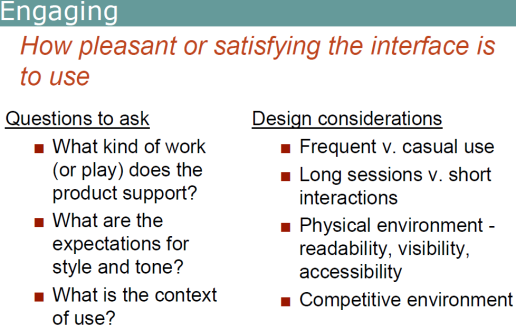 Engaging
How pleasant or satisfying the interface is
to use
Questions to ask
What kind of work
(or play) does the
product support?
What are the
expectations for
style and tone?
What is the context
of use?
Design considerations
Frequent v. casual use
Long sessions v. short
interactions
Physical environment -
readability, visibility,
accessibility
Competitive environment